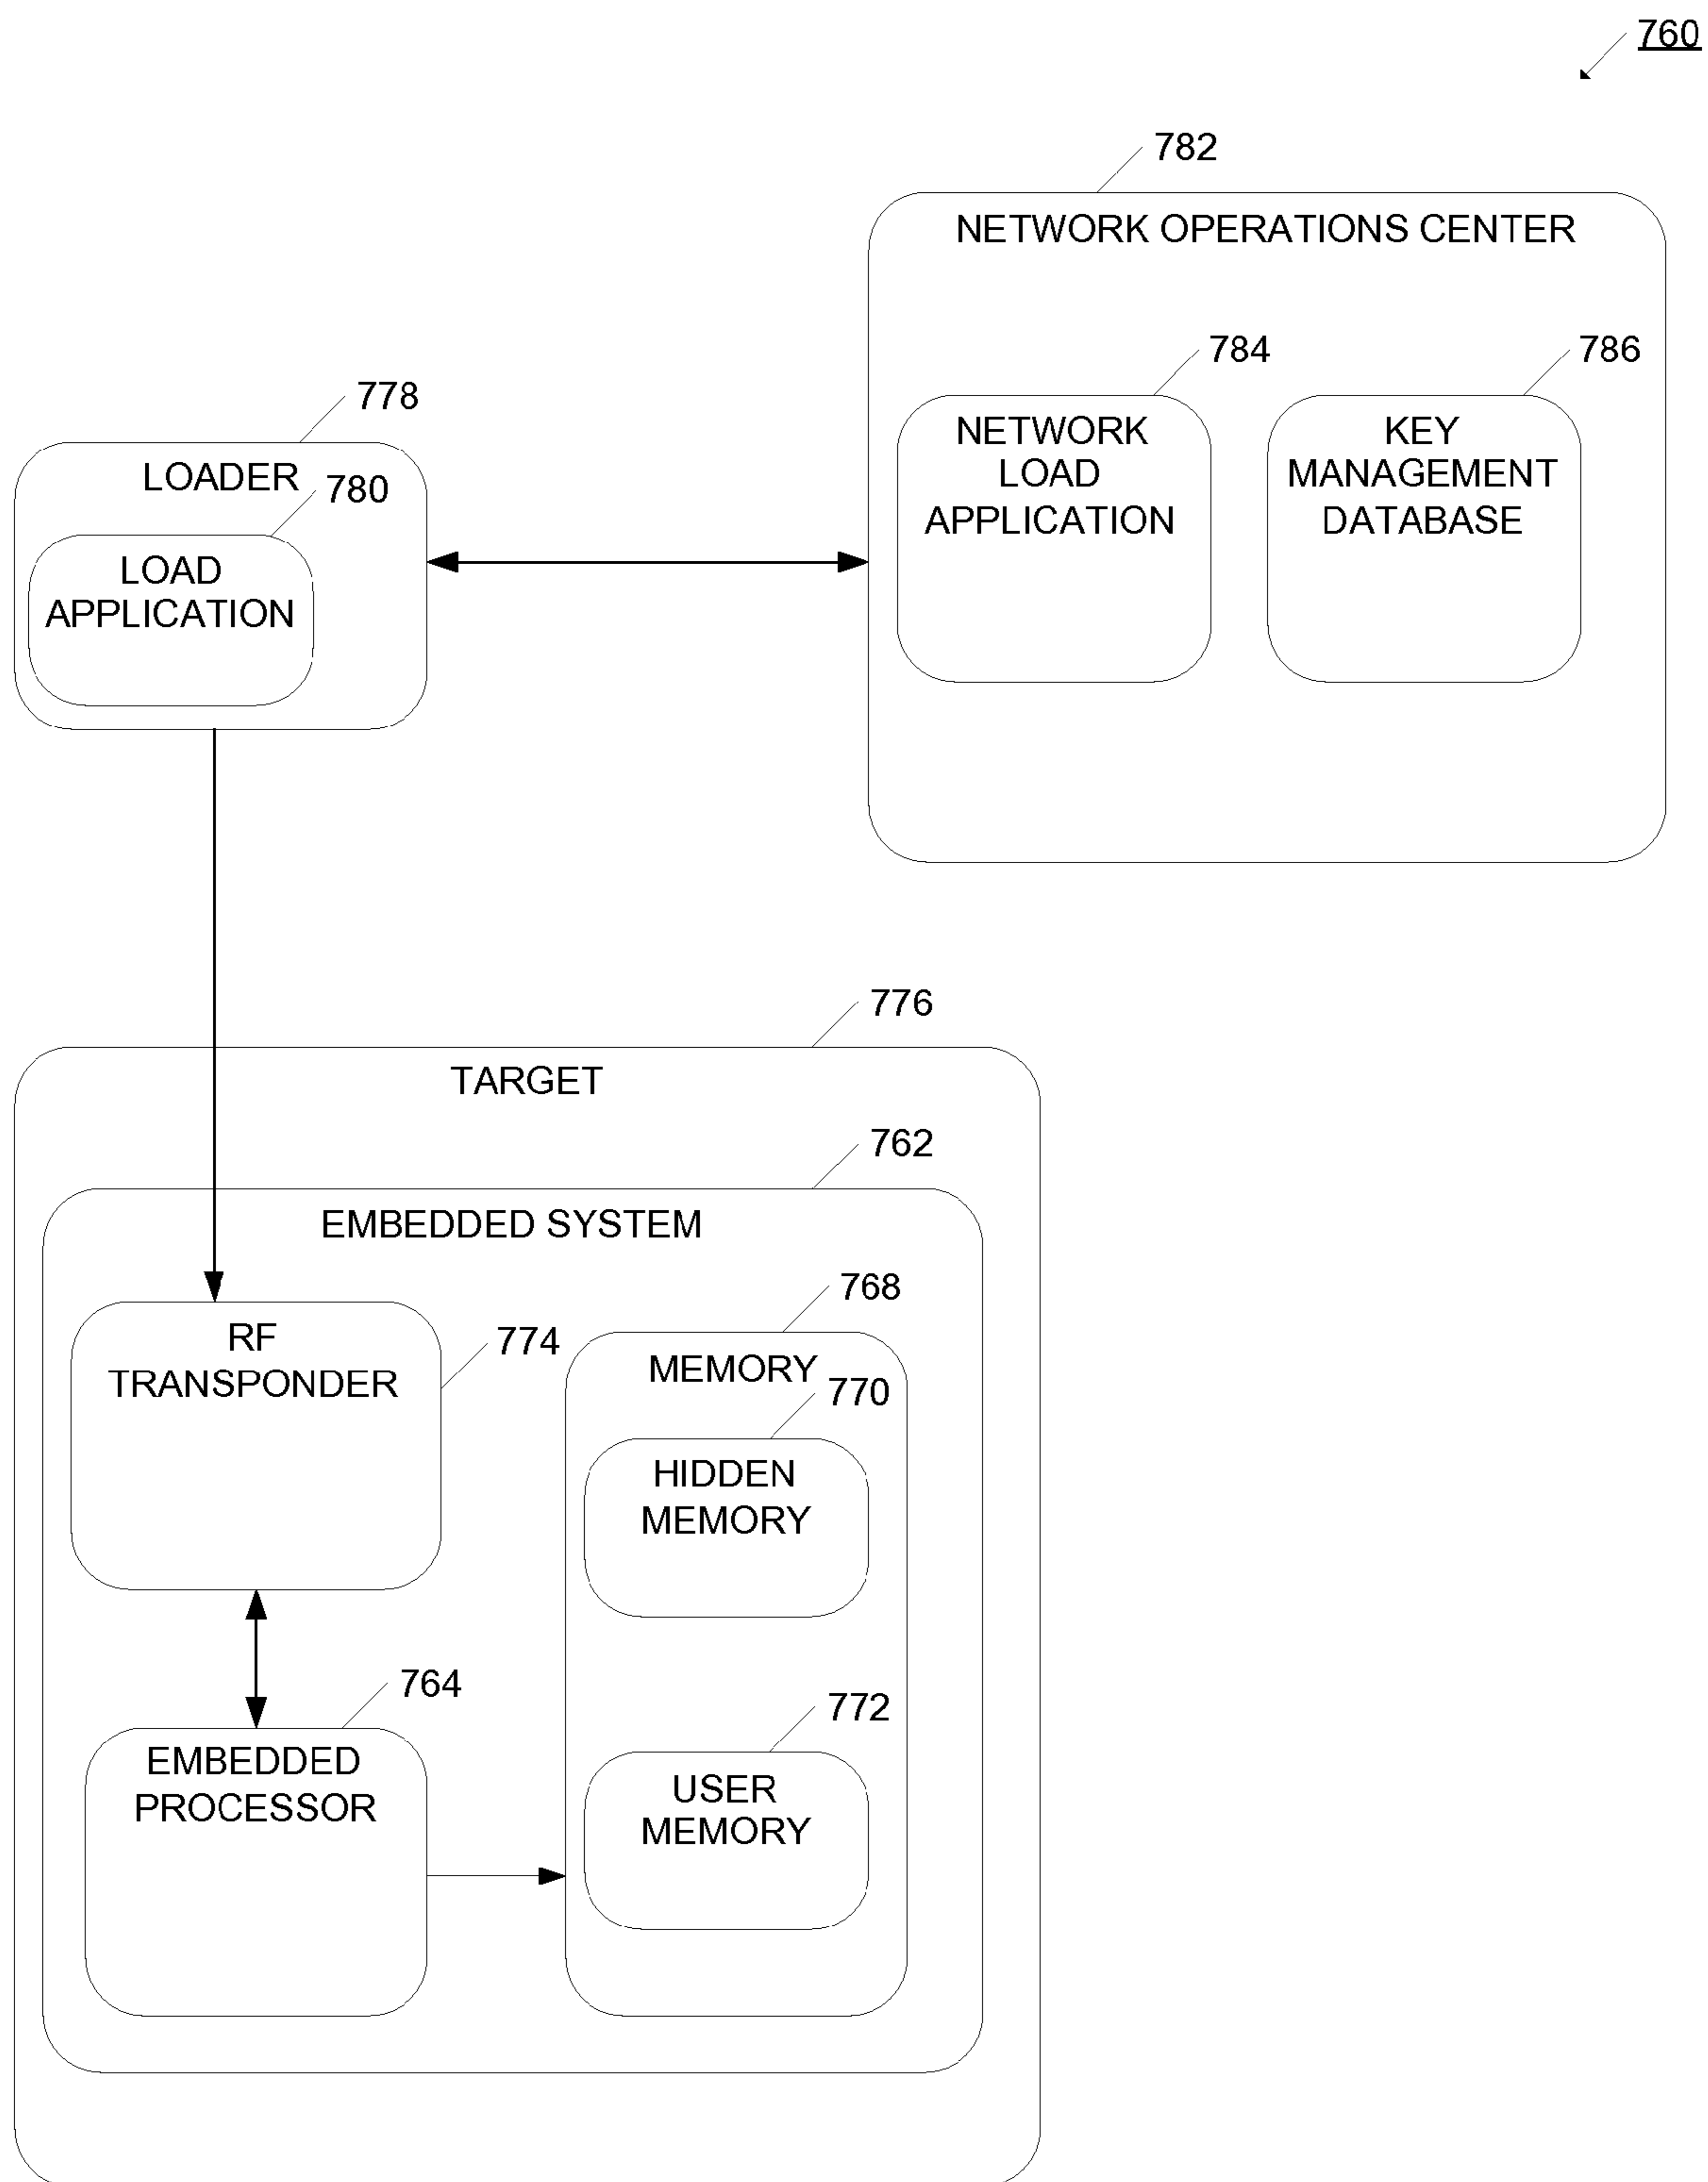 760
782
NETWORK OPERATIONS CENTER
784
786
NETWORK
LOAD
APPLICATION
KEY
MANAGEMENT
DATABASE
778
LOADER
780
LOAD
APPLICATION
776
TARGET
762
EMBEDDED SYSTEM
RF
TRANSPONDER
774
768
MEMORY
770
HIDDEN
MEMORY
764
EMBEDDED
PROCESSOR
772
USER
MEMORY